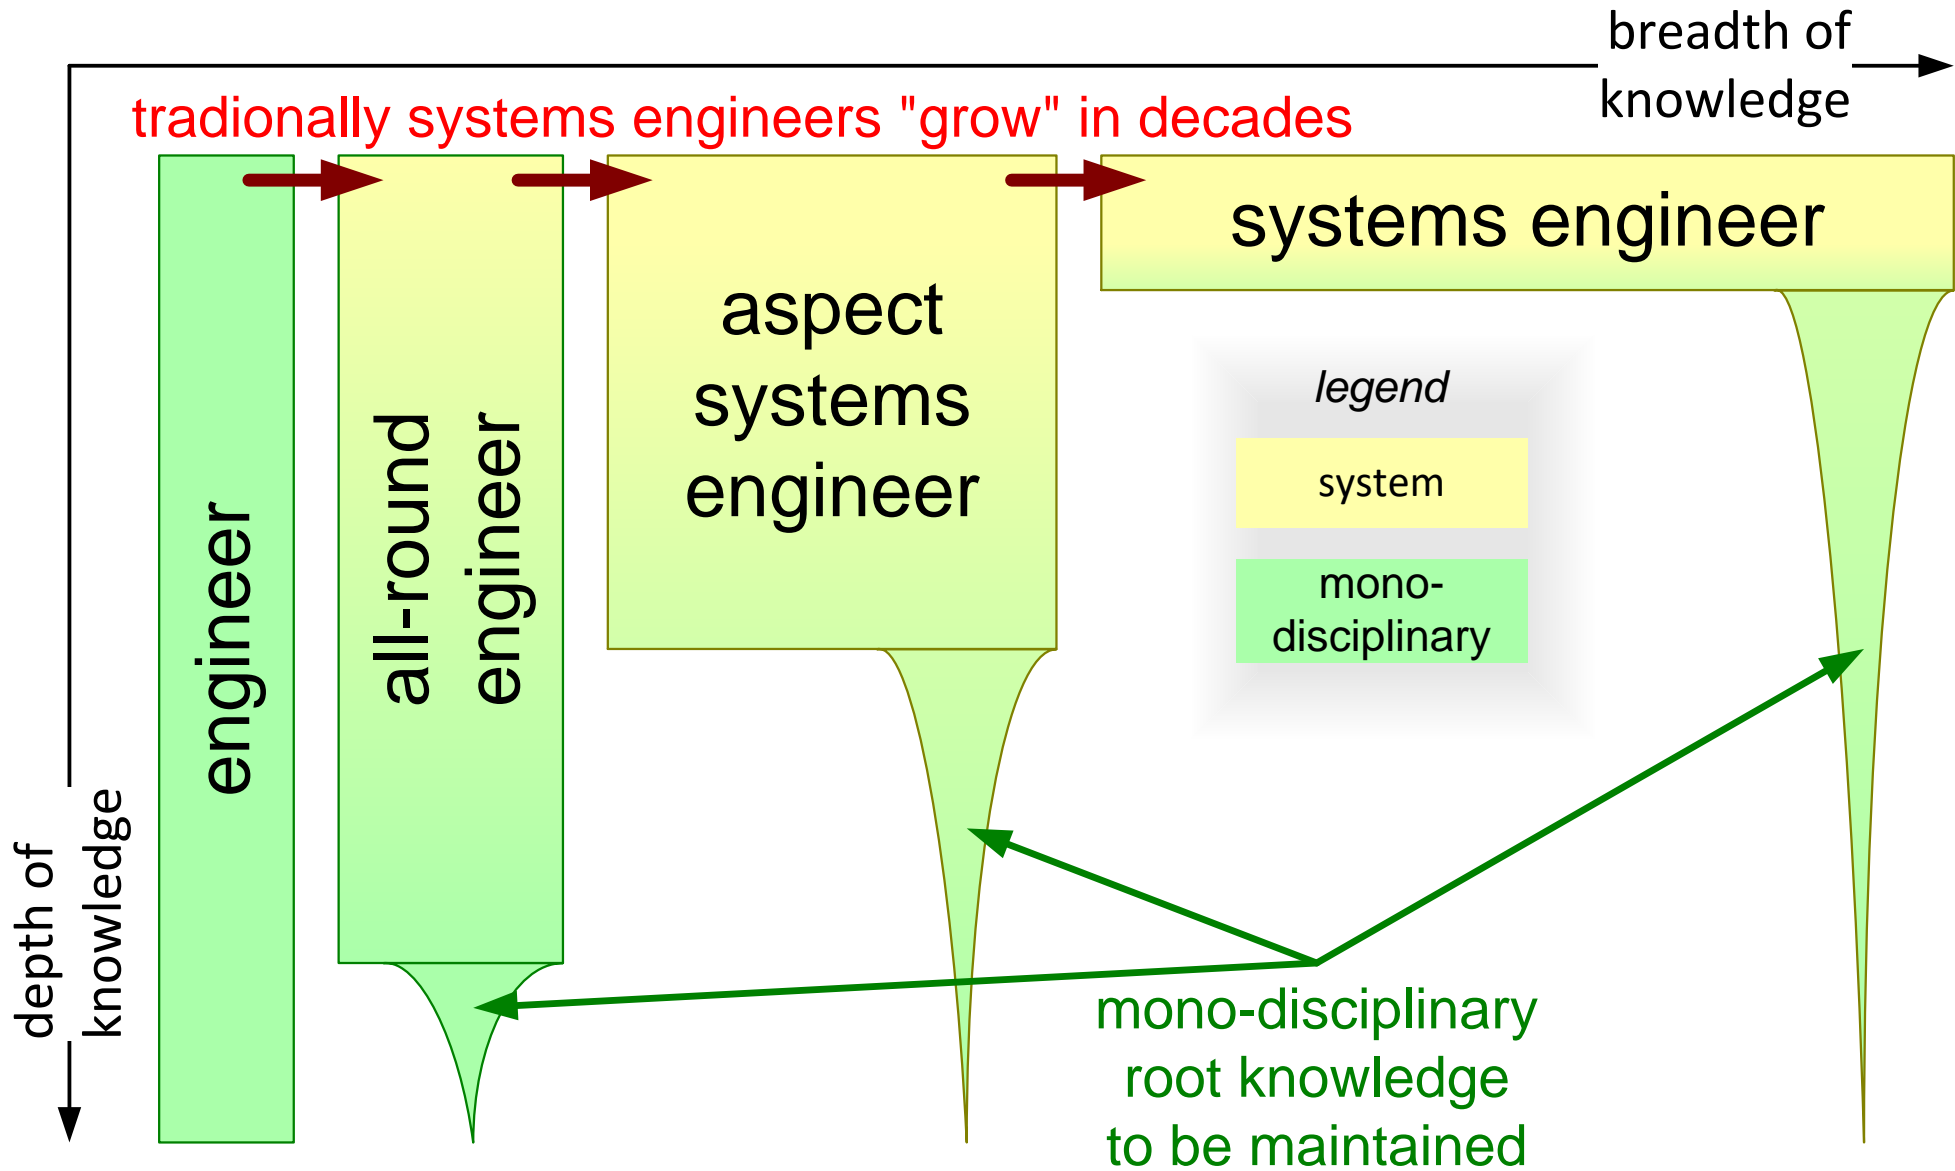 breadth of
knowledge
tradionally systems engineers "grow" in decades
engineer
all-round
engineer
aspect
systems
engineer
systems engineer
legend
system
mono-
disciplinary
depth of
knowledge
mono-disciplinary
root knowledge
to be maintained